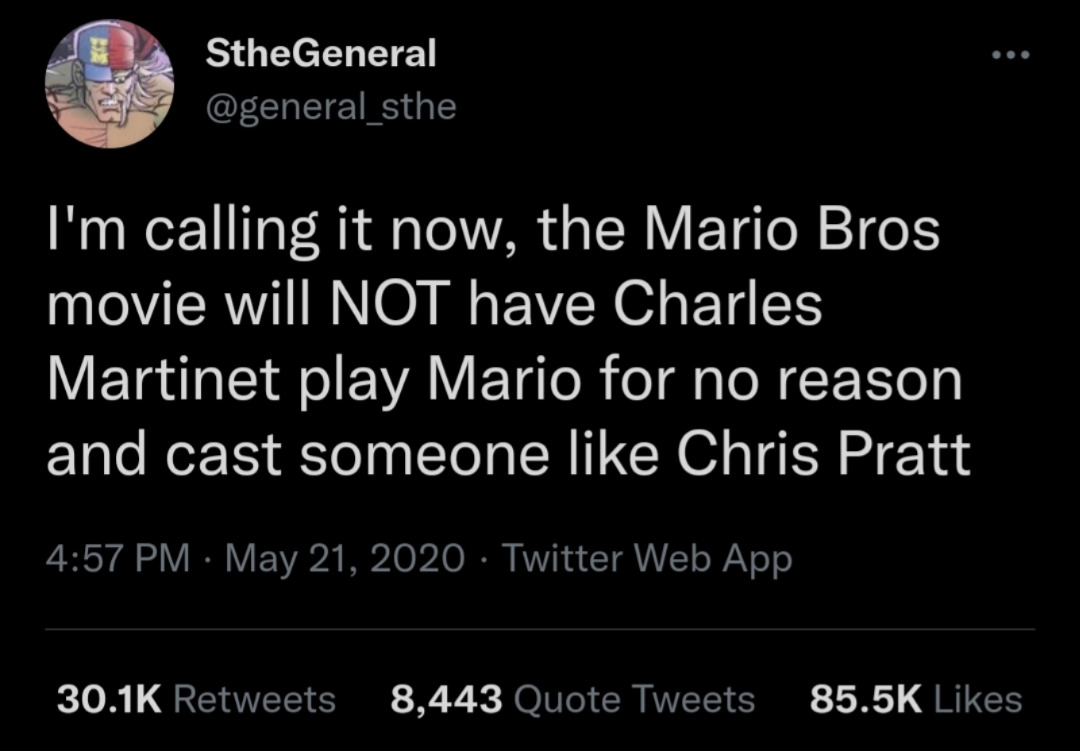 StheGeneral
@general_sthe
I'm calling it now, the Mario Bros
movie will NOT have Charles
Martinet play Mario for no reason
and cast someone like Chris Pratt
4:57 PM · May 21, 2020 · Twitter Web App
30.1K Retweets 8,443 Quote Tweets 85.5K Likes